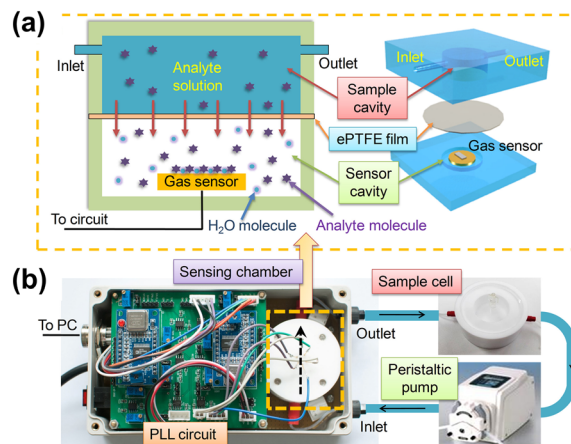 (a)
Inlet
Analyte
solution
Outlet
Sample
cavity
ePTFE film
Sensor
cavity
Gas sensor
To circuit
H2O molecule
Analyte molecule
Inlet
Outlet
Gas sensor
(b)
Sensing chamber
Sample cell
To PC
Outlet
Peristaltic
pump
PLL circuit
Inlet